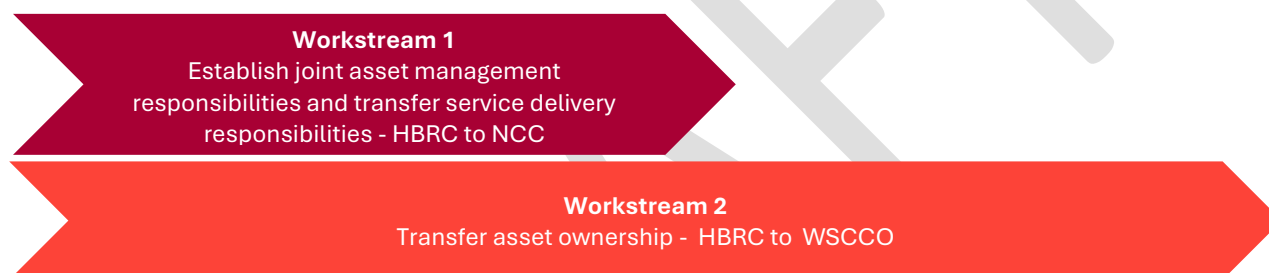 Workstream 1
Establish joint asset management
responsibilities and transfer service delivery
responsibilities - HBRC to NCC
Workstream 2
Transfer asset ownership - HBRC to WSCCO